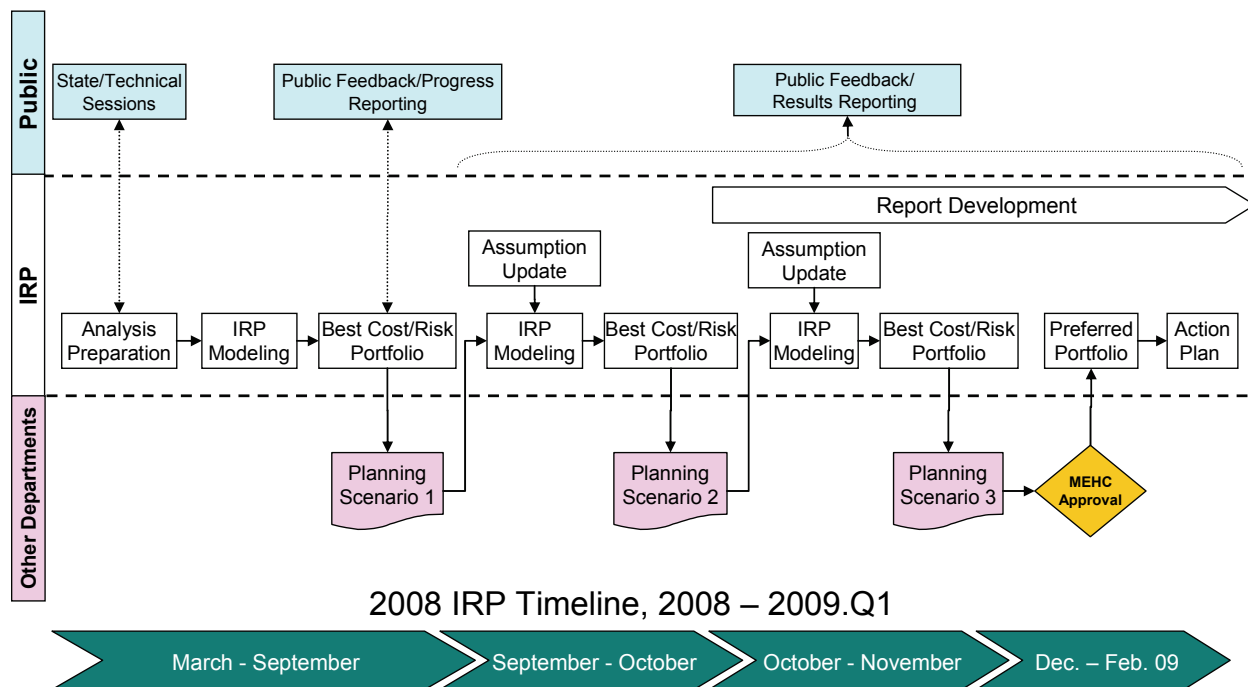 Public
State/Technical
Sessions
Public Feedback/Progress
Reporting
Public Feedback/
Results Reporting
IRP
Report Development
Assumption
Update
Assumption
Update
Analysis
Preparation
IRP
Modeling
Best Cost/Risk
Portfolio
IRP
Modeling
Best Cost/Risk
Portfolio
IRP
Modeling
Best Cost/Risk
Portfolio
Preferred
Portfolio
Action
Plan
Other Departments
Planning
Scenario 1
Planning
Scenario 2
Planning
Scenario 3
MEHC
Approval
2008 IRP Timeline, 2008 – 2009.Q1
March - September
September - October
October - November
Dec. – Feb. 09